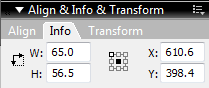 Align & Info & Transform
Align Info Transform
W: 65.0 X: 610.6
H: 56.5 Y: 398.4